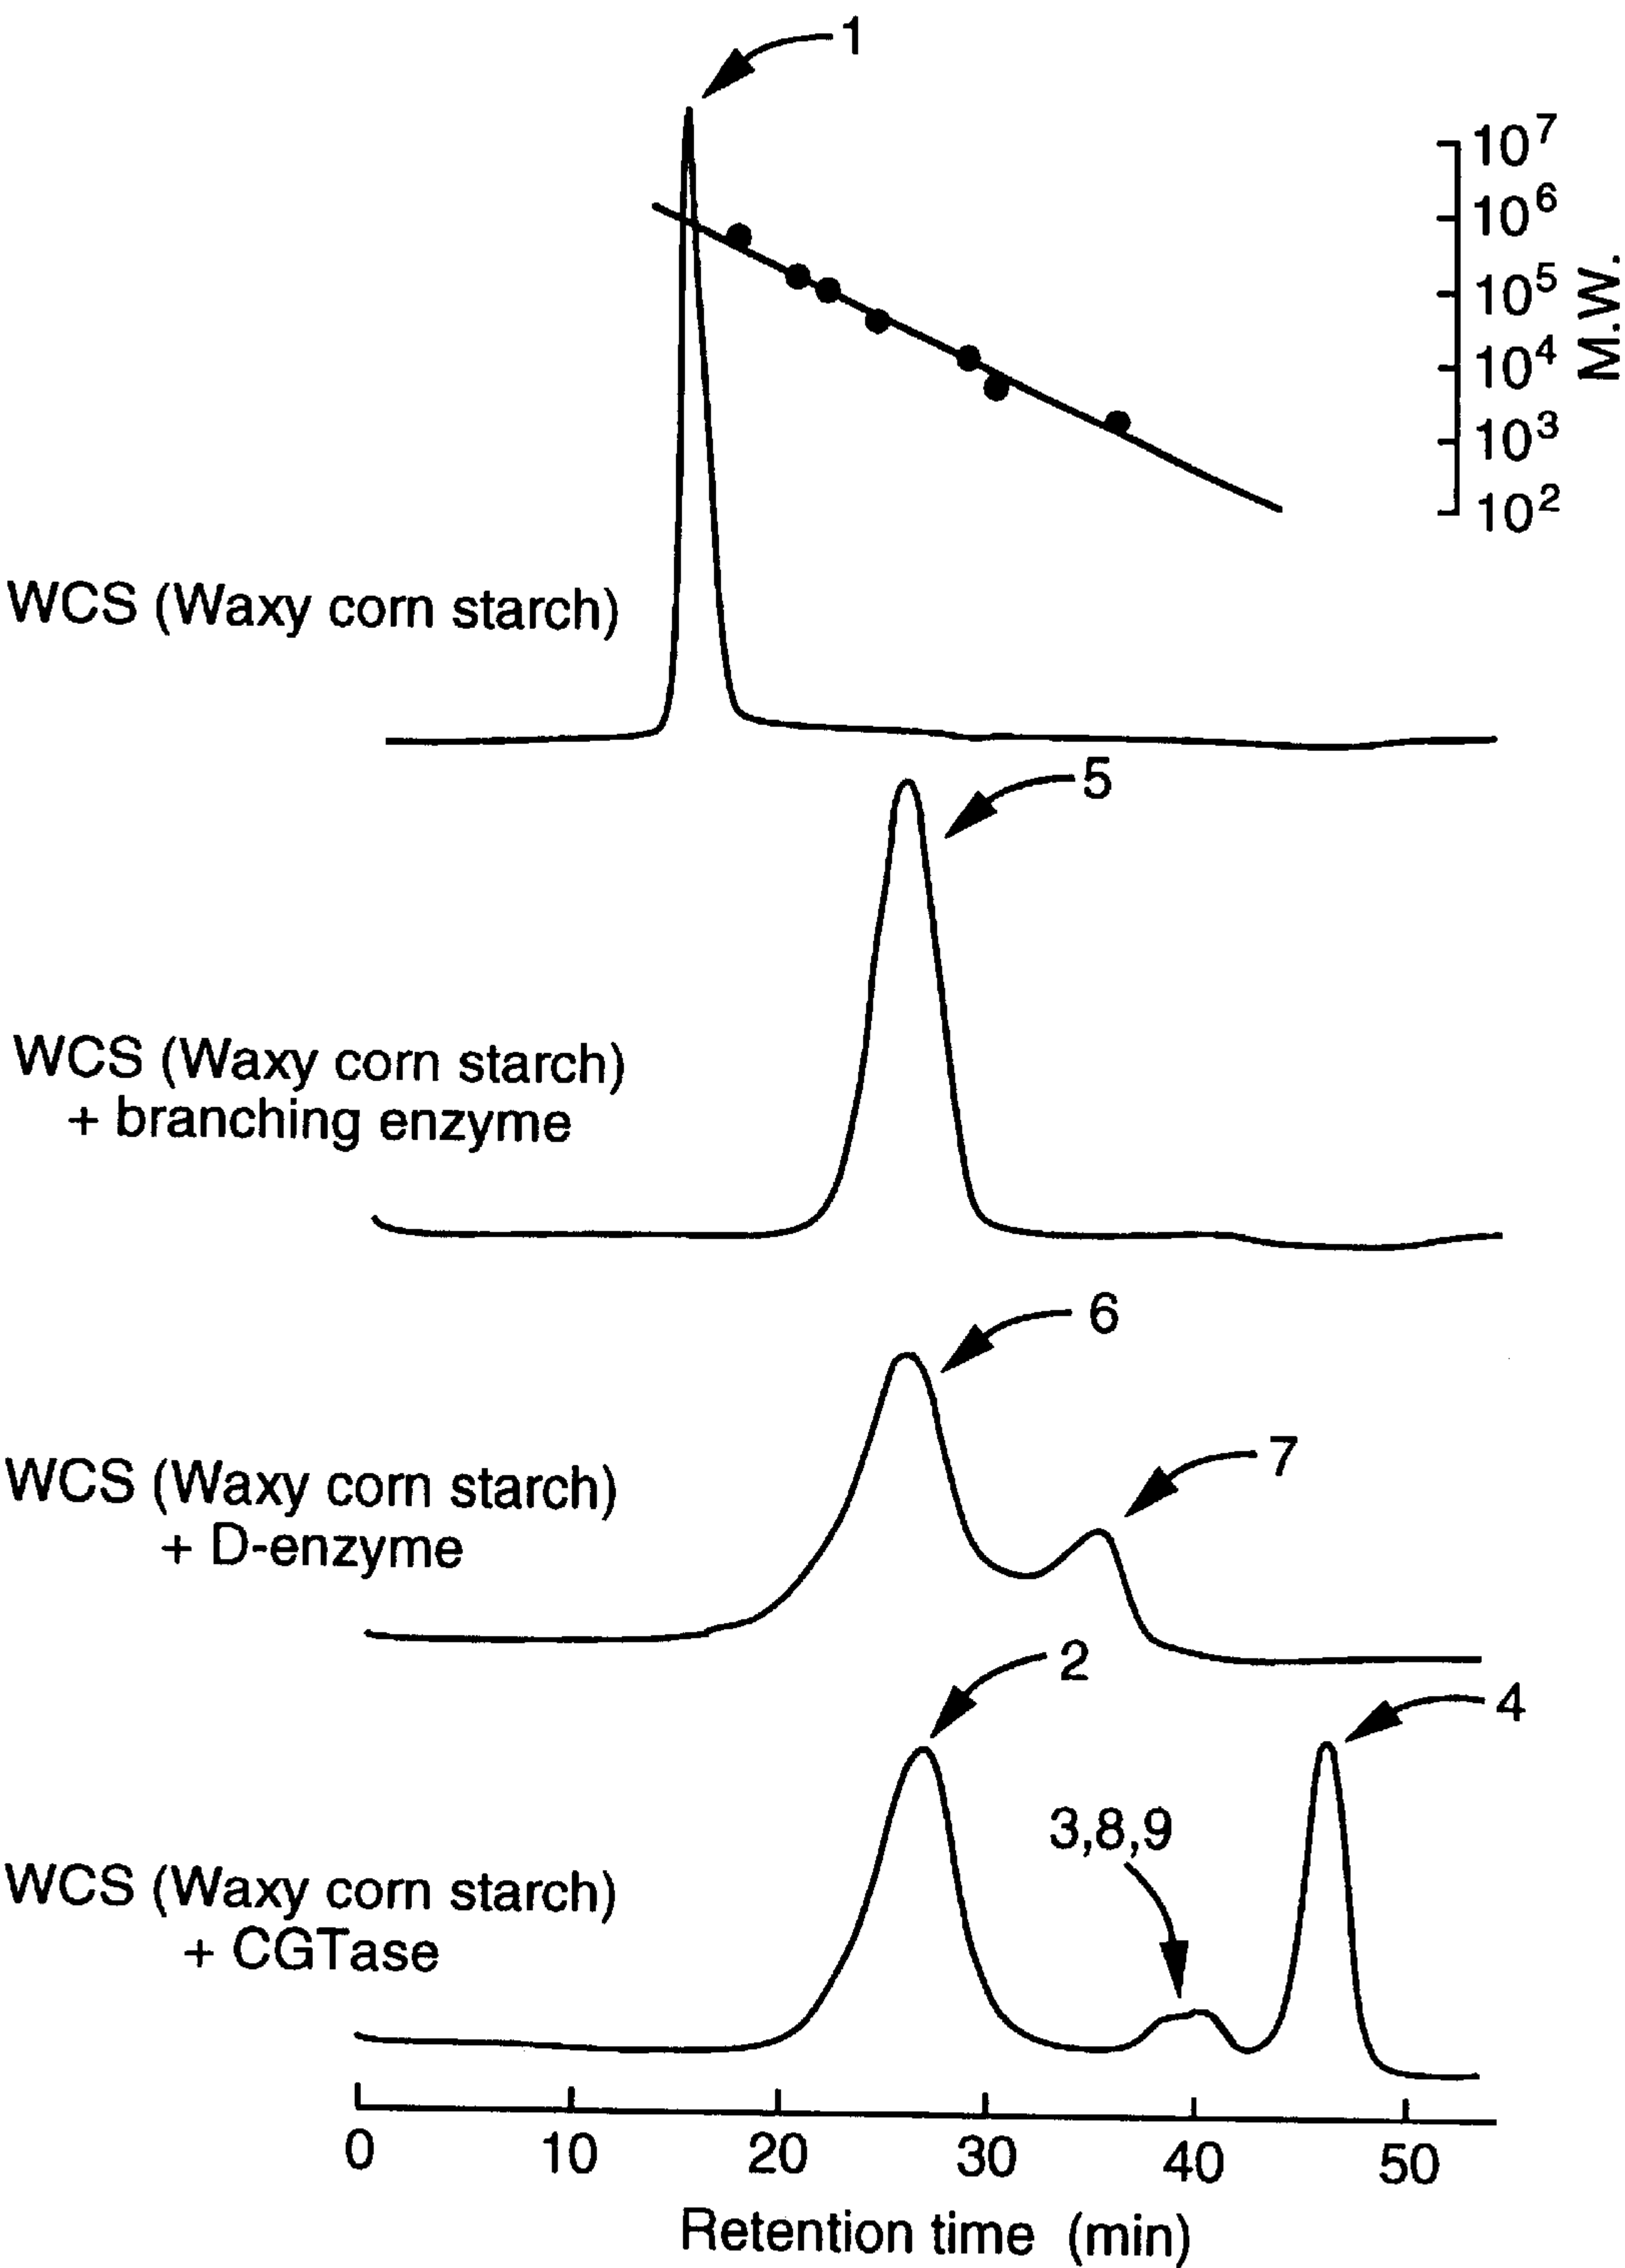 1
10⁷
10⁶
10⁵
10⁴
10³
10²
M.W.
WCS (Waxy corn starch)
5
WCS (Waxy corn starch)
+ branching enzyme
6
7
WCS (Waxy corn starch)
+ D-enzyme
2
4
3,8,9
WCS (Waxy corn starch)
+ CGTase
0 10 20 30 40 50
Retention time (min)